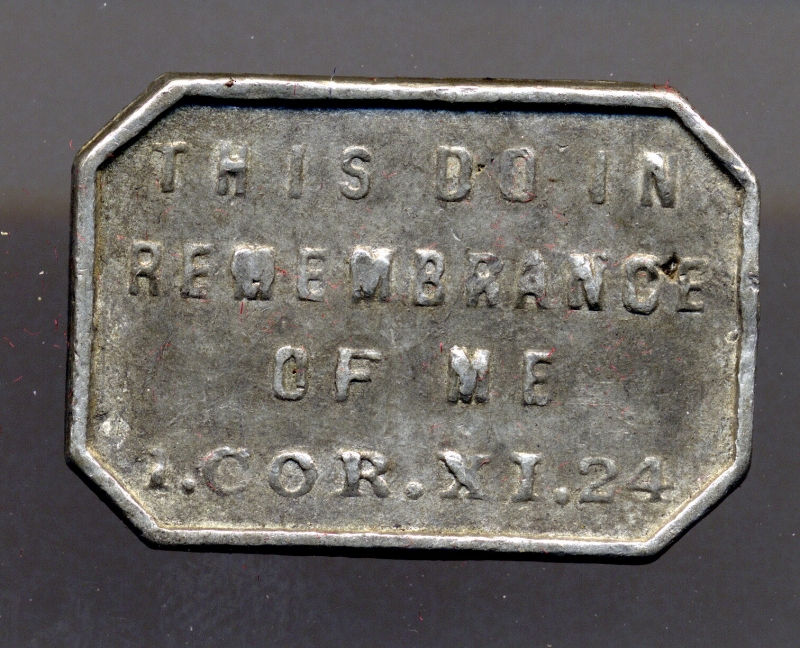 THIS DO IN
REMEMBRANCE
OF ME
1.COR.XI.24